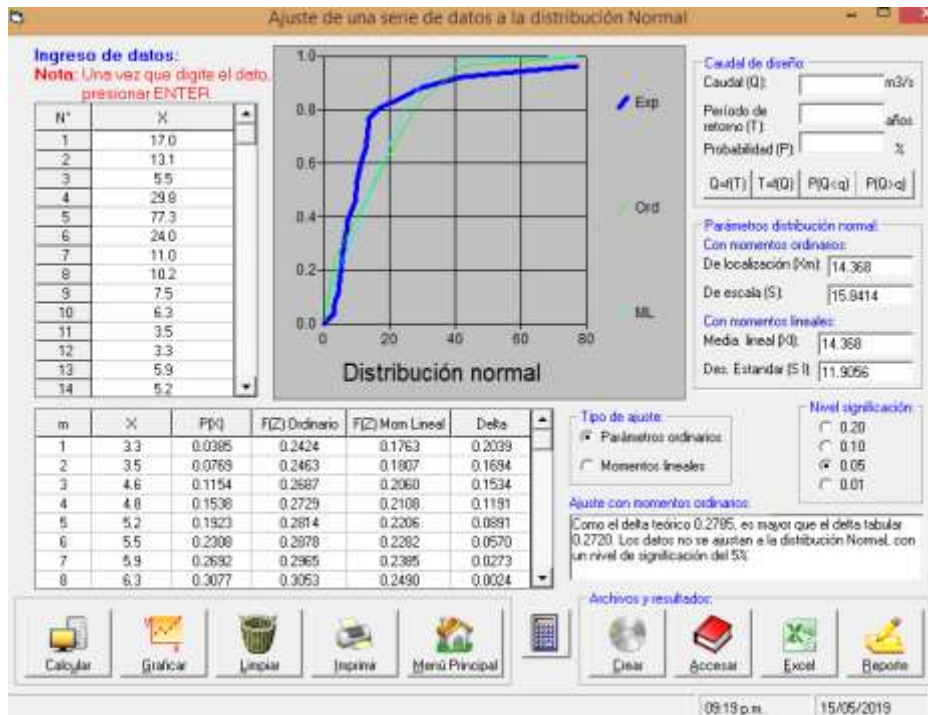 Ajuste de una serie de datos a la distribución Normal
Ingreso de datos:
Nota: Una vez que digite el dato, presionar ENTER
N° X
1 17.0
2 13.1
3 5.5
4 29.8
5 77.3
6 24.0
7 11.0
8 10.2
9 7.5
10 6.3
11 3.5
12 3.3
13 5.9
14 5.2
1.0
0.8
0.6
0.4
0.2
0.0
0 20 40 60 80
Distribución normal
Exp
Ord
ML
Caudal de diseño:
Caudal (Q): m3/s
Período de retorno (T): años
Probabilidad (P): %
Q=f(T) T=f(Q) P(Q<q) P(Q>q)
Parámetros distribución normal:
Con momentos ordinarios:
De localización (Xm): 14.368
De escala (S): 15.9414
Con momentos lineales:
Media lineal (Xl): 14.368
Des. Estandar (S l): 11.9056
m X P(X) F(Z) Ordinario F(Z) Mom Lineal Delta
1 3.3 0.0385 0.2424 0.1763 0.2039
2 3.5 0.0769 0.2463 0.1807 0.1694
3 4.6 0.1154 0.2687 0.2060 0.1534
4 4.8 0.1538 0.2729 0.2108 0.1191
5 5.2 0.1923 0.2814 0.2206 0.0891
6 5.5 0.2308 0.2878 0.2282 0.0570
7 5.9 0.2692 0.2965 0.2385 0.0273
8 6.3 0.3077 0.3053 0.2490 0.0024
Tipo de ajuste:
Parámetros ordinarios
Momentos lineales
Nivel significación:
0.20
0.10
0.05
0.01
Ajuste con momentos ordinarios:
Como el delta teórico 0.2785, es mayor que el delta tabular
0.2720. Los datos no se ajustan a la distribución Normal, con
un nivel de significación del 5%
Archivos y resultados:
Calcular Graficar Limpiar Imprimir Menú Principal Crear Accesar Excel Reporte
09:19 p.m. 15/05/2019